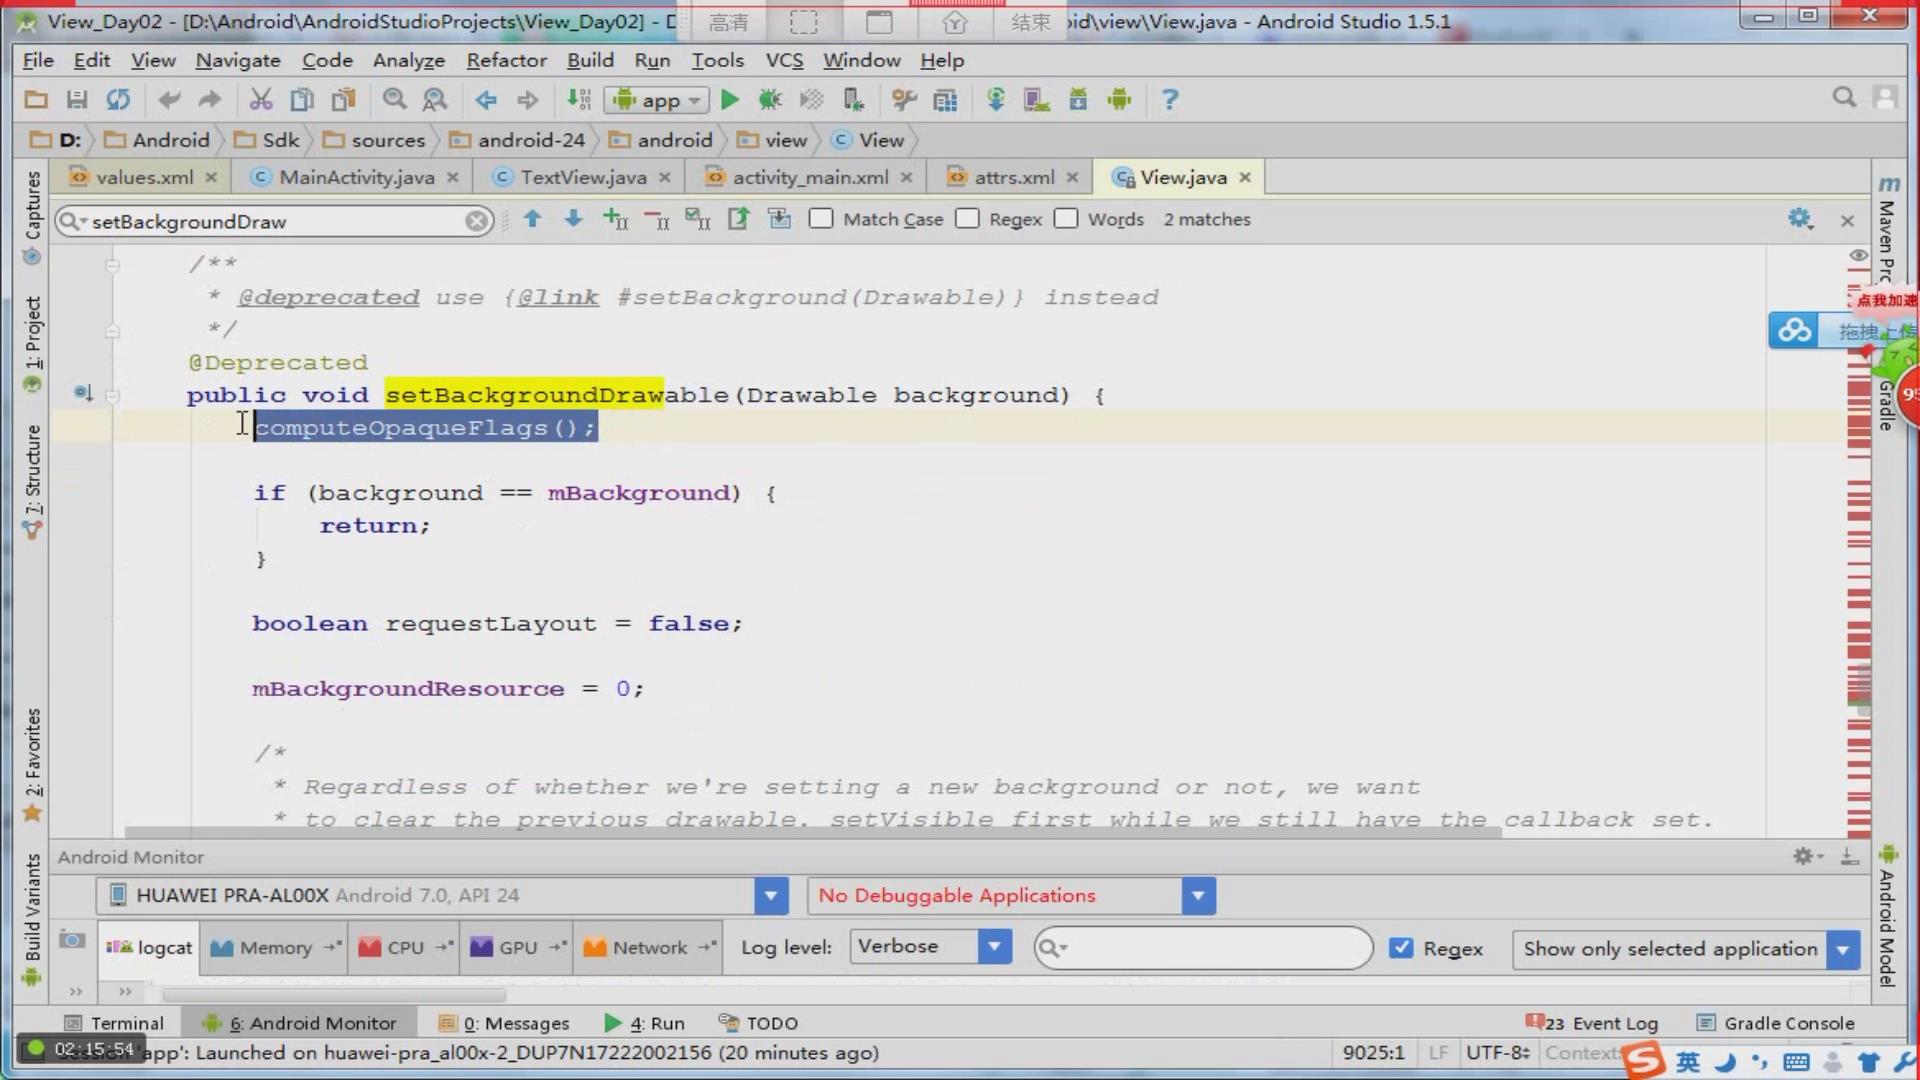 View_Day02 - [D:\Android\AndroidStudioProjects\View_Day02] - D
高清
结束
oid\view\View.java - Android Studio 1.5.1
File Edit View Navigate Code Analyze Refactor Build Run Tools VCS Window Help
app
D: Android Sdk sources android-24 android view View
values.xml MainActivity.java TextView.java activity_main.xml attrs.xml View.java
setBackgroundDraw
Match Case Regex Words 2 matches
/**
* @deprecated use {@link #setBackground(Drawable)} instead
*/
@Deprecated
public void setBackgroundDrawable(Drawable background) {
computeOpaqueFlags();
if (background == mBackground) {
return;
}
boolean requestLayout = false;
mBackgroundResource = 0;
/*
* Regardless of whether we're setting a new background or not, we want
* to clear the previous drawable. setVisible first while we still have the callback set.
Captures
1: Project
7: Structure
2: Favorites
Build Variants
Maven Pro
点我加速
拖拽上传
95
Gradle
Android Model
Android Monitor
HUAWEI PRA-AL00X Android 7.0, API 24
No Debuggable Applications
logcat Memory CPU GPU Network Log level: Verbose Regex Show only selected application
Terminal 6: Android Monitor 0: Messages 4: Run TODO 23 Event Log Gradle Console
02:15:54
'app': Launched on huawei-pra_al00x-2_DUP7N17222002156 (20 minutes ago)
9025:1 LF UTF-8 Context:
英